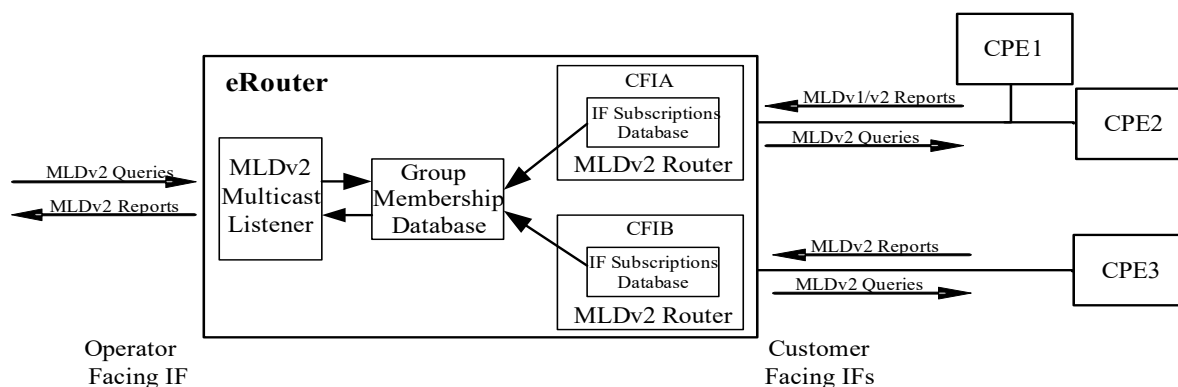 CPE1
eRouter
CFIA
IF Subscriptions
Database
MLDv2 Router
MLDv1/v2 Reports
MLDv2 Queries
CPE2
MLDv2 Queries
MLDv2 Reports
MLDv2
Multicast
Listener
Group
Membership
Database
CFIB
IF Subscriptions
Database
MLDv2 Router
MLDv2 Reports
MLDv2 Queries
CPE3
Operator
Facing IF
Customer
Facing IFs